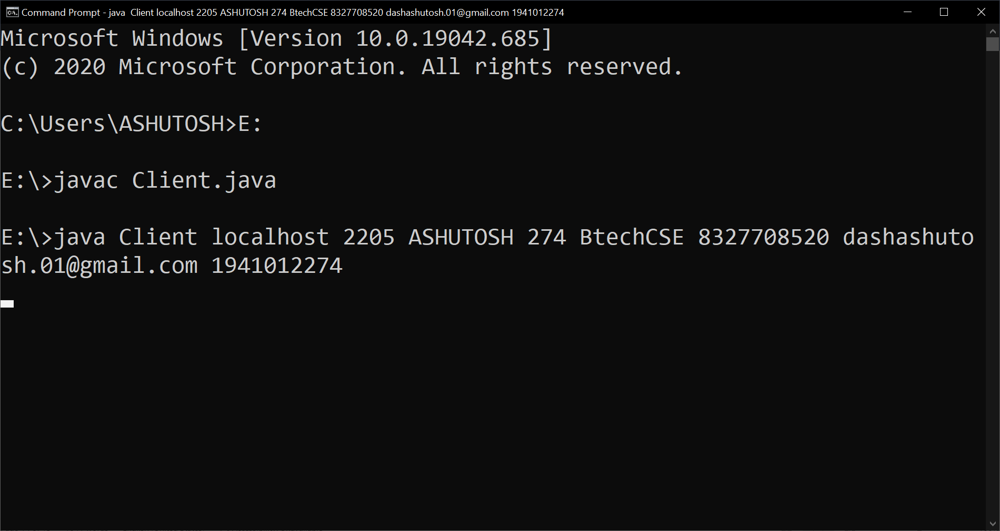 Command Prompt - java  Client localhost 2205 ASHUTOSH 274 BtechCSE 8327708520 dashashutosh.01@gmail.com 1941012274
Microsoft Windows [Version 10.0.19042.685]
(c) 2020 Microsoft Corporation. All rights reserved.
C:\Users\ASHUTOSH>E:
E:\>javac Client.java
E:\>java Client localhost 2205 ASHUTOSH 274 BtechCSE 8327708520 dashashuto
sh.01@gmail.com 1941012274